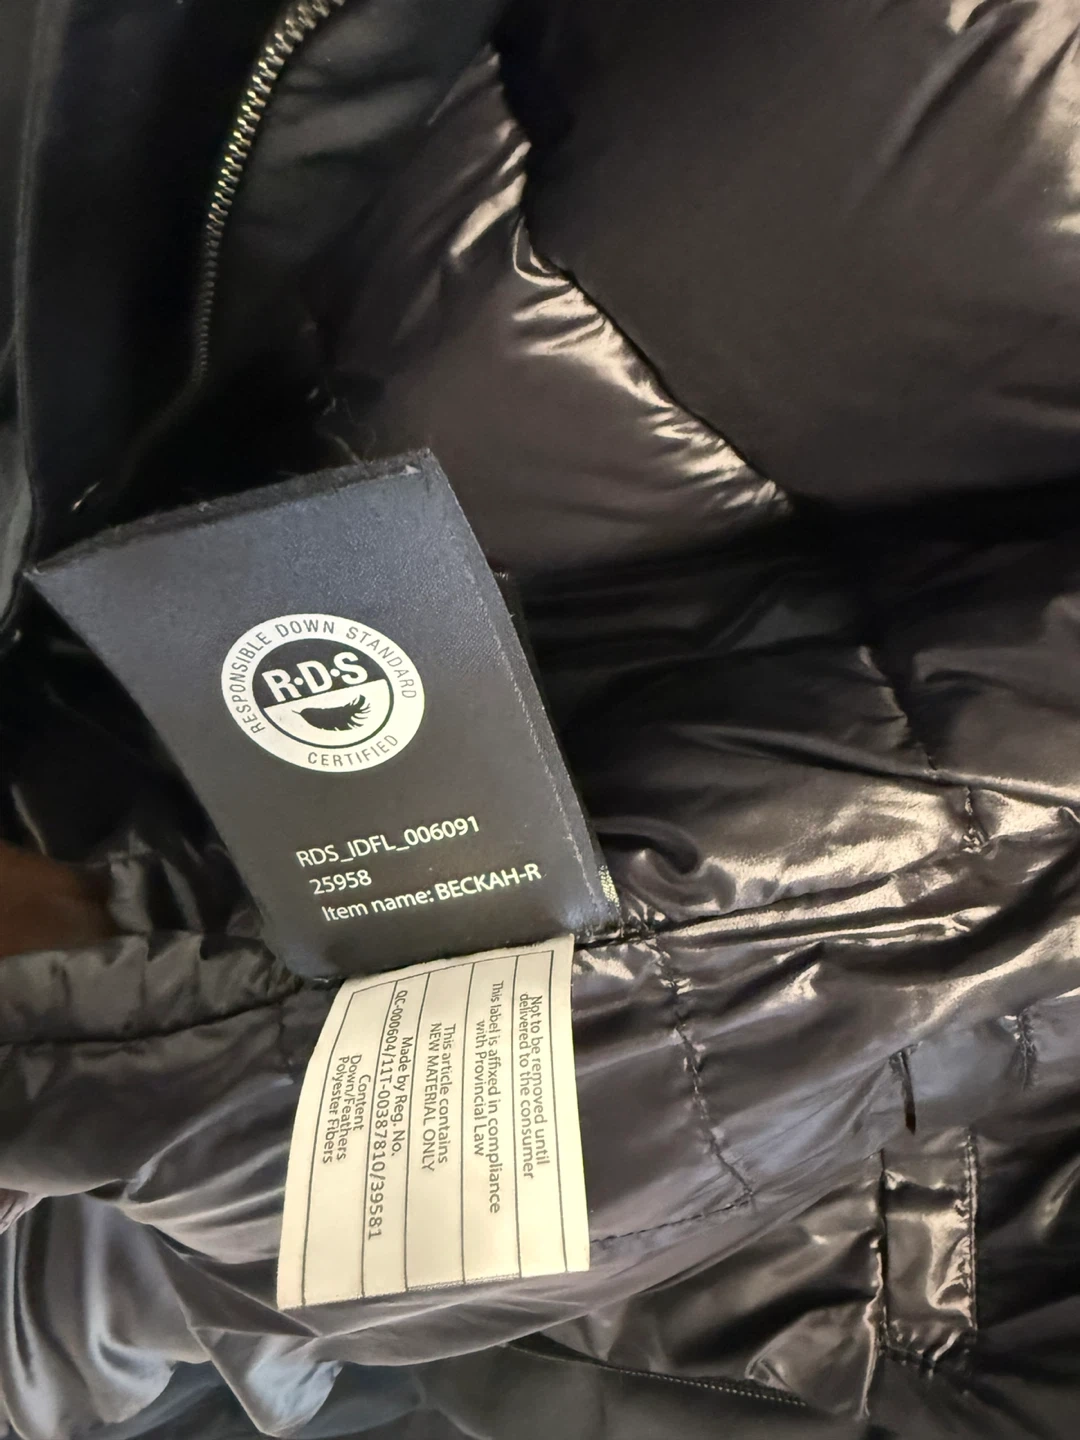 RESPONSIBLE DOWN STANDARD
R·D·S
CERTIFIED
RDS_IDFL_006091
25958
Item name: BECKAH-R
Not to be removed until
delivered to the consumer
This label is affixed in compliance
with Provincial Law
This article contains
NEW MATERIAL ONLY
Made by Reg. No.
QC-000604/11T-00387810/39581
Content
Down/Feathers
Polyester Fibers